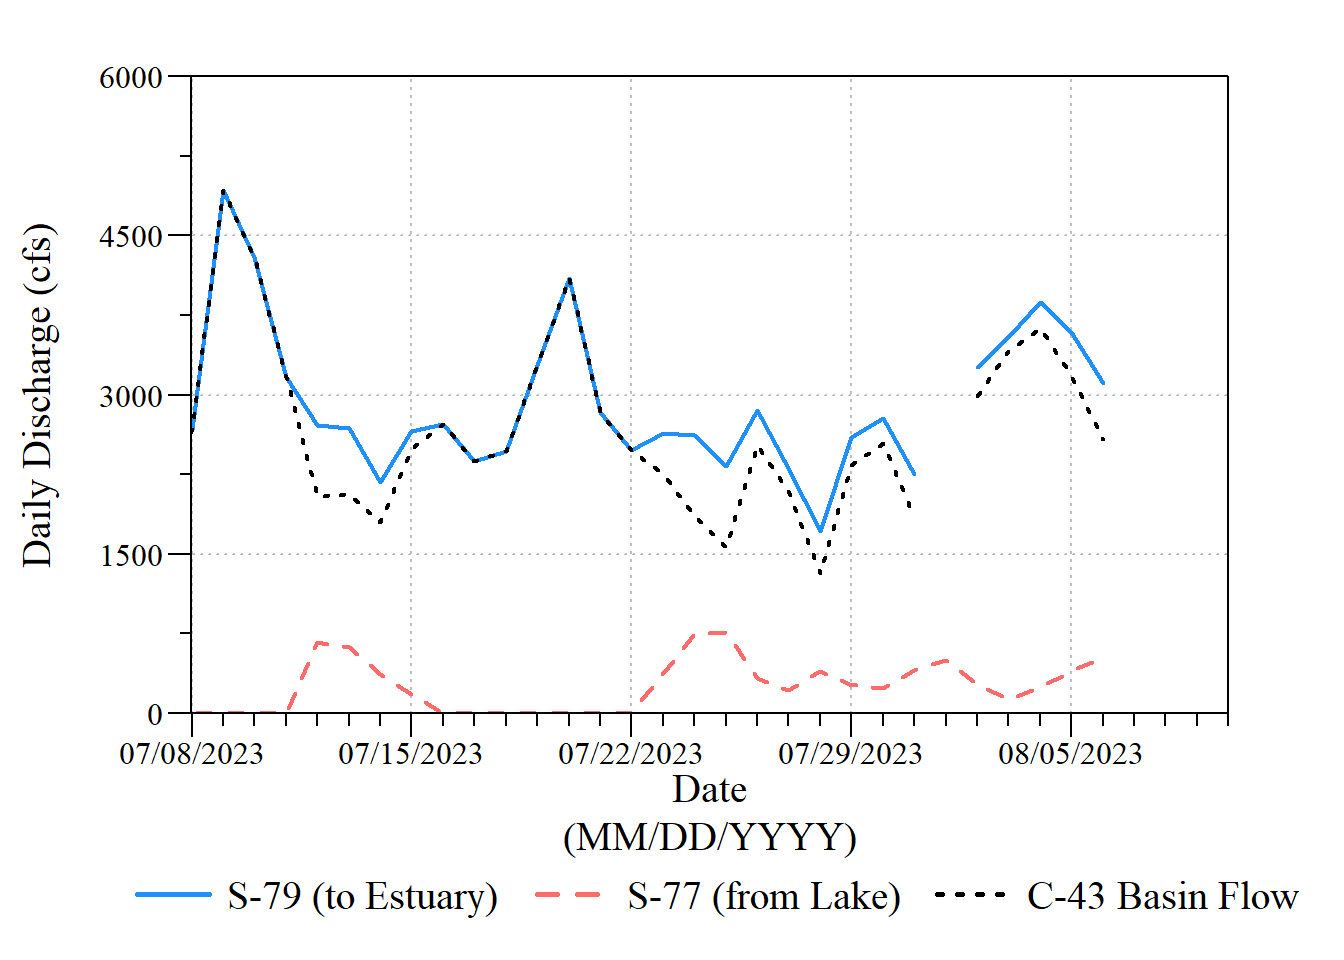 6000
4500
3000
1500
0
Daily Discharge (cfs)
07/08/2023 07/15/2023 07/22/2023 07/29/2023 08/05/2023
Date
(MM/DD/YYYY)
S-79 (to Estuary) S-77 (from Lake) C-43 Basin Flow